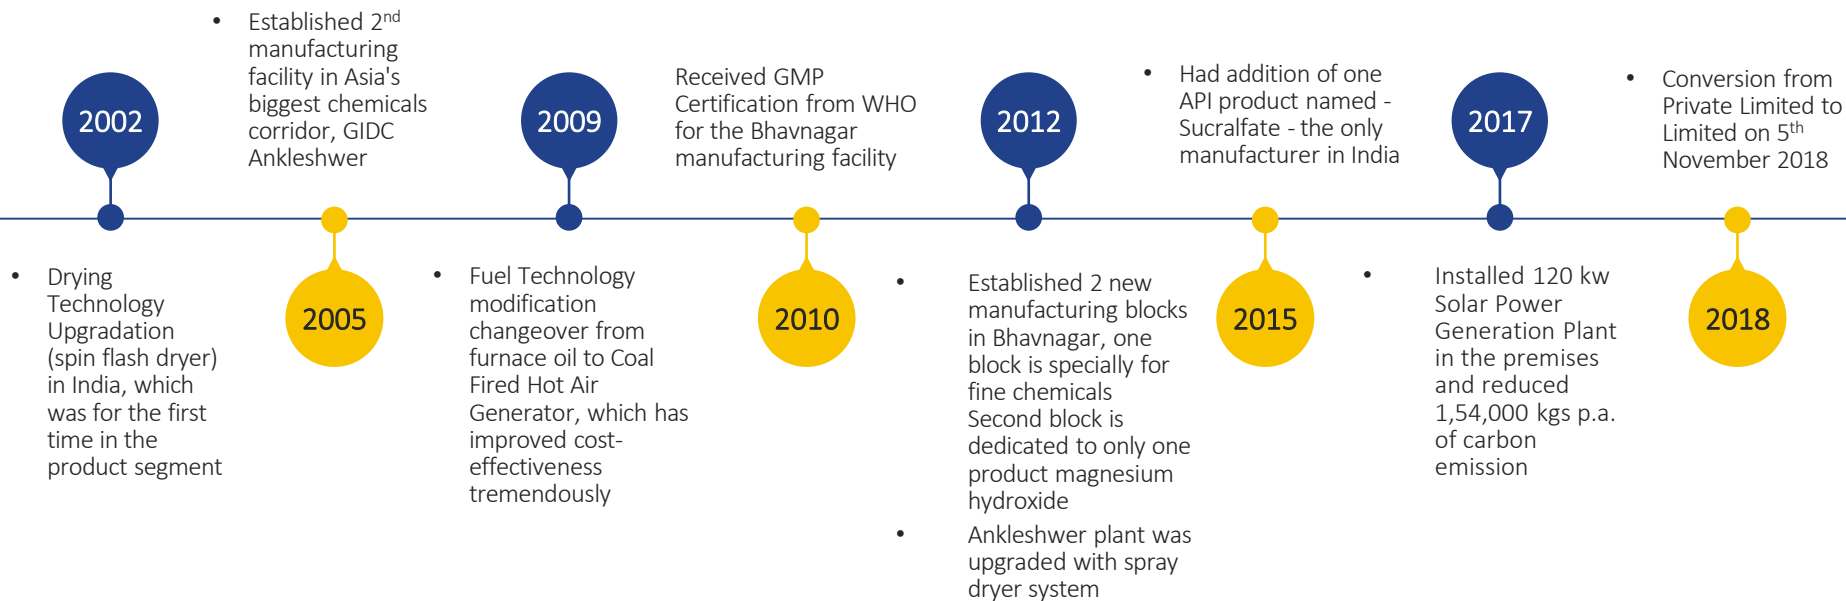 2002
• Drying
Technology
Upgradation
(spin flash dryer)
in India, which
was for the first
time in the
product segment
• Established 2nd
manufacturing
facility in Asia's
biggest chemicals
corridor, GIDC
Ankleshwer
2005
2009
• Fuel Technology
modification
changeover from
furnace oil to Coal
Fired Hot Air
Generator, which has
improved cost-
effectiveness
tremendously
Received GMP
Certification from WHO
for the Bhavnagar
manufacturing facility
2010
2012
• Established 2 new
manufacturing blocks
in Bhavnagar, one
block is specially for
fine chemicals
Second block is
dedicated to only one
product magnesium
hydroxide
• Ankleshwer plant was
upgraded with spray
dryer system
• Had addition of one
API product named -
Sucralfate - the only
manufacturer in India
2015
2017
• Installed 120 kw
Solar Power
Generation Plant
in the premises
and reduced
1,54,000 kgs p.a.
of carbon
emission
• Conversion from
Private Limited to
Limited on 5th
November 2018
2018